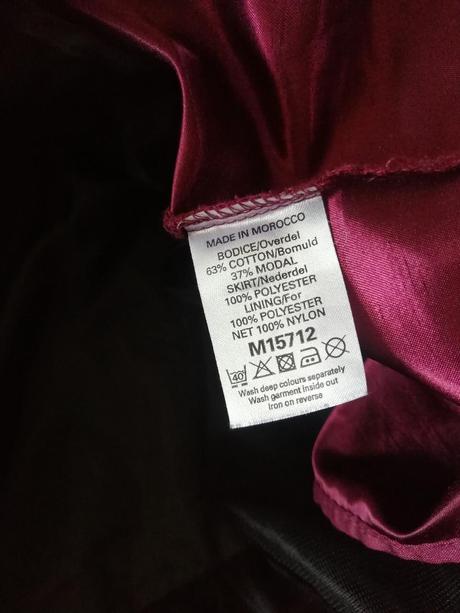 MADE IN MOROCCO
BODICE/Overdel
63% COTTON/Bomuld
37% MODAL
SKIRT/Nederdel
100% POLYESTER
LINING/For
100% POLYESTER
NET 100% NYLON
M15712
40
Wash deep colours separately
Wash garment inside out
Iron on reverse